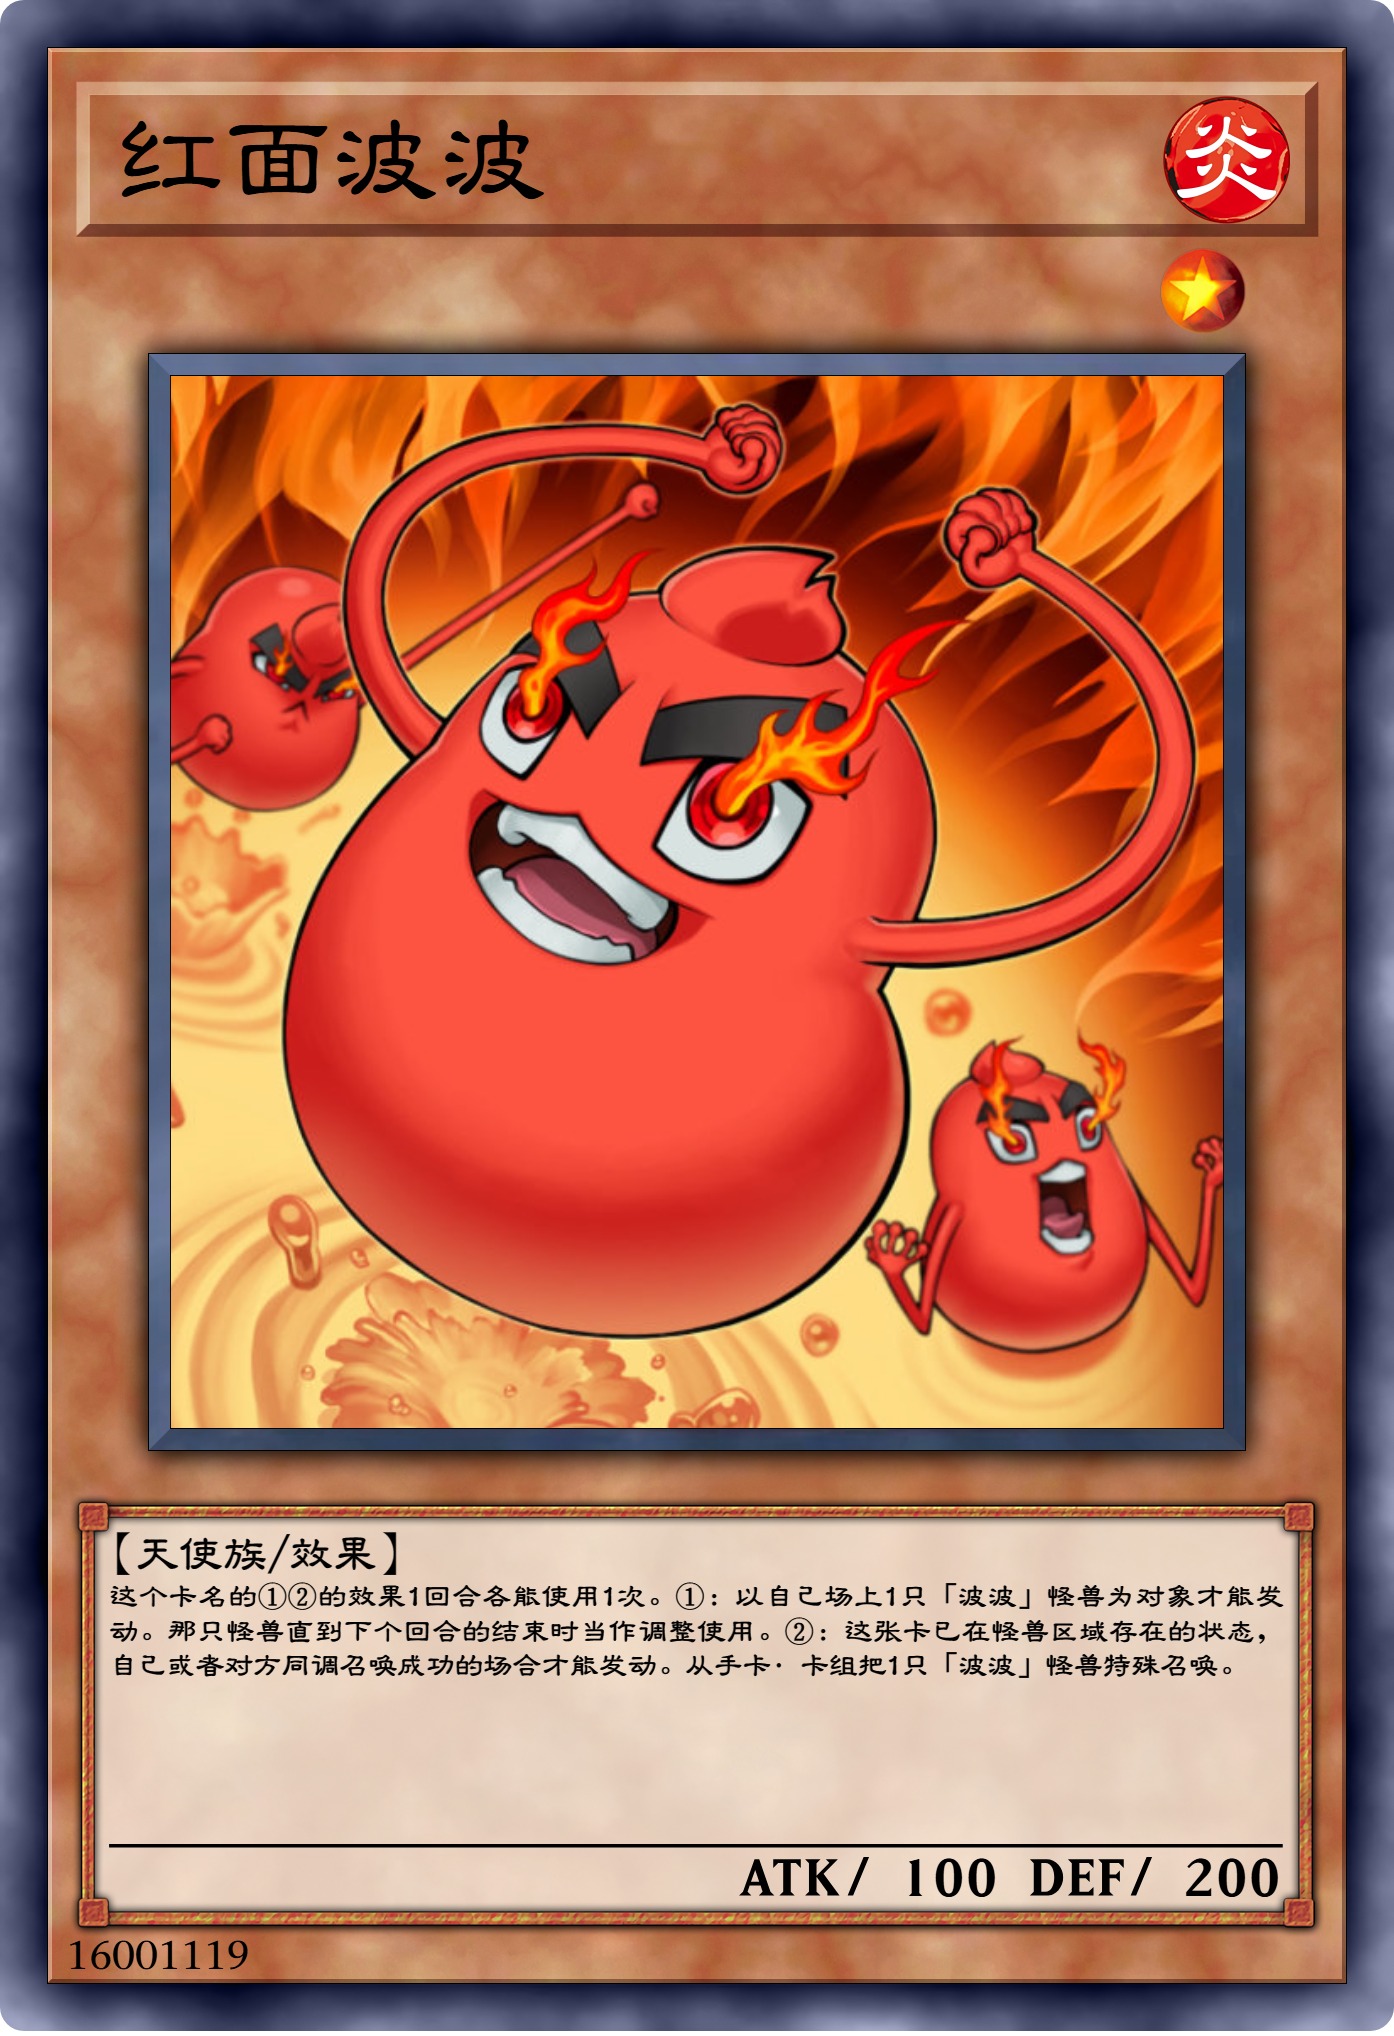 红面波波
炎
【天使族/效果】
这个卡名的①②的效果1回合各能使用1次。①：以自己场上1只「波波」怪兽为对象才能发
动。那只怪兽直到下个回合的结束时当作调整使用。②：这张卡已在怪兽区域存在的状态，
自己或者对方同调召唤成功的场合才能发动。从手卡·卡组把1只「波波」怪兽特殊召唤。
ATK/ 100 DEF/ 200
16001119